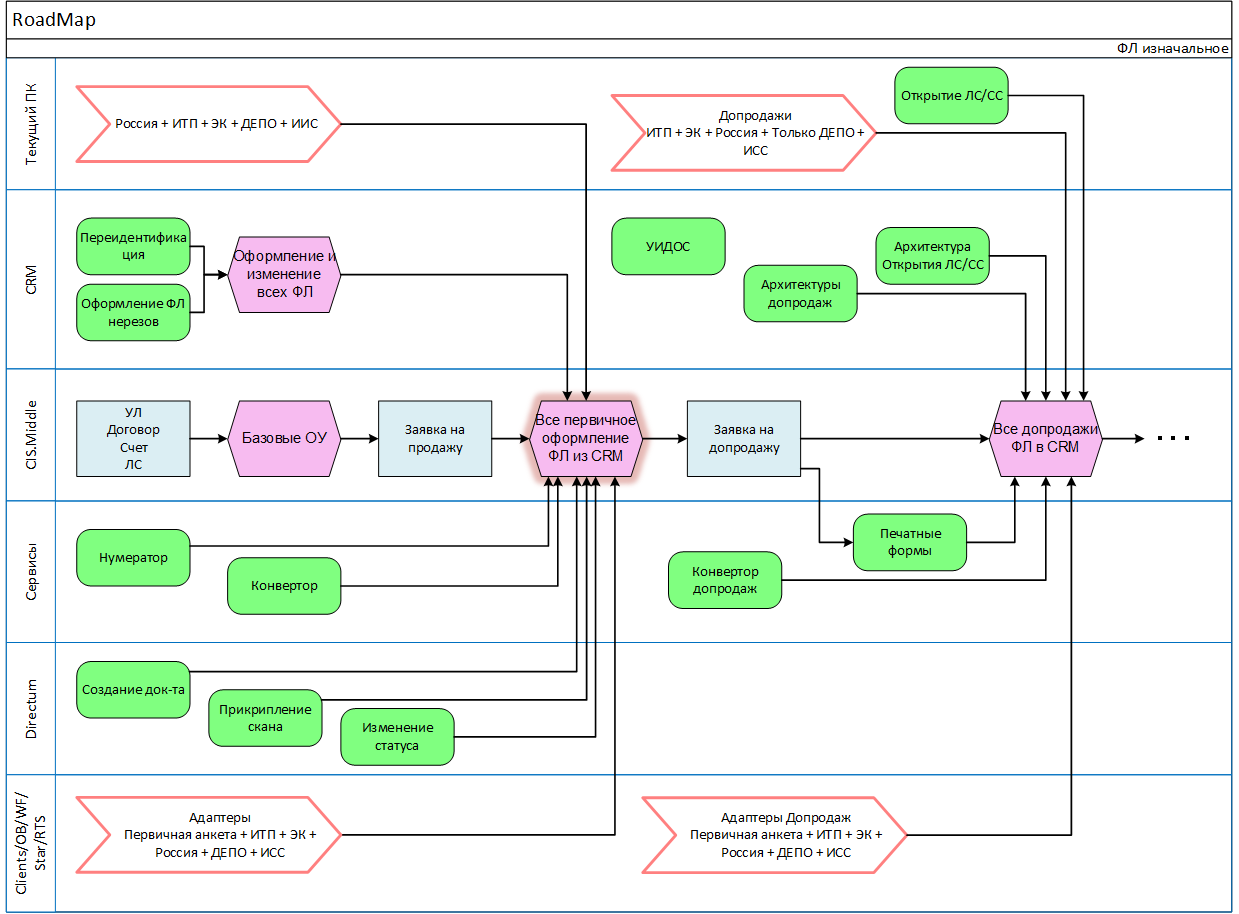 RoadMap
ФЛ изначальное
Текущий ПК
Россия + ИТП + ЭК + ДЕПО + ИИС
Допродажи
ИТП + ЭК + Россия + Только ДЕПО +
ИСС
Открытие ЛС/СС
CRM
Переидентифика
ция
Оформление ФЛ
нерезов
Оформление и
изменение
всех ФЛ
УИДОС
Архитектуры
допродаж
Архитектура
Открытия ЛС/СС
CIS.Middle
УЛ
Договор
Счет
ЛС
Базовые ОУ
Заявка на
продажу
Все первичное
оформление
ФЛ из CRM
Заявка на
допродажу
Все допродажи
ФЛ в CRM
...
Сервисы
Нумератор
Конвертор
Конвертор
допродаж
Печатные
формы
Directum
Создание док-та
Прикрипление
скана
Изменение
статуса
Clients/OB/WF/
Star/RTS
Адаптеры
Первичная анкета + ИТП + ЭК +
Россия + ДЕПО + ИСС
Адаптеры Допродаж
Первичная анкета + ИТП + ЭК +
Россия + ДЕПО + ИСС